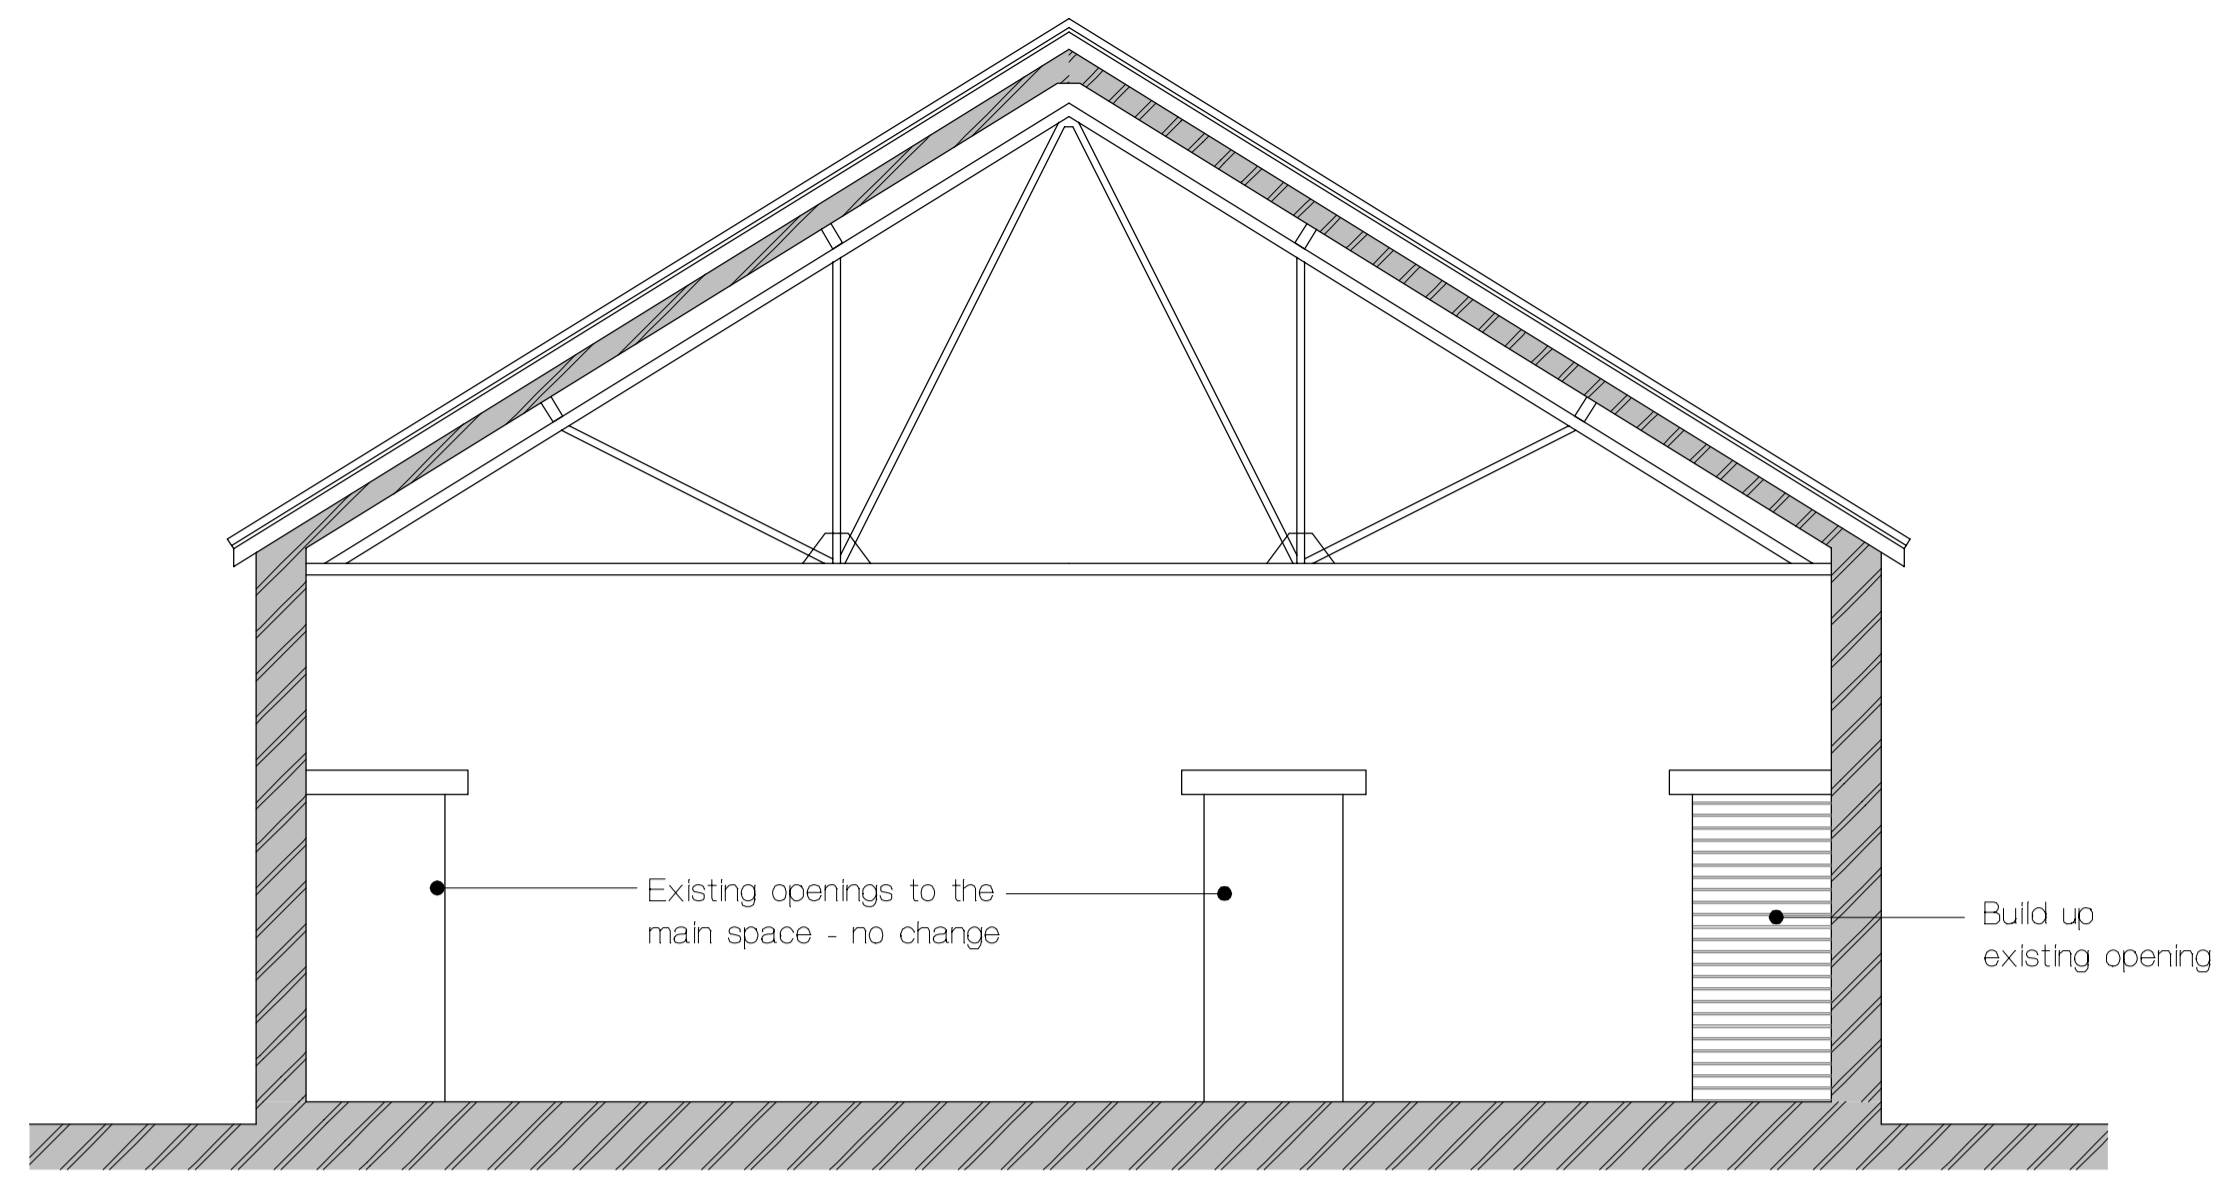 Existing openings to the
main space - no change
Build up
existing opening